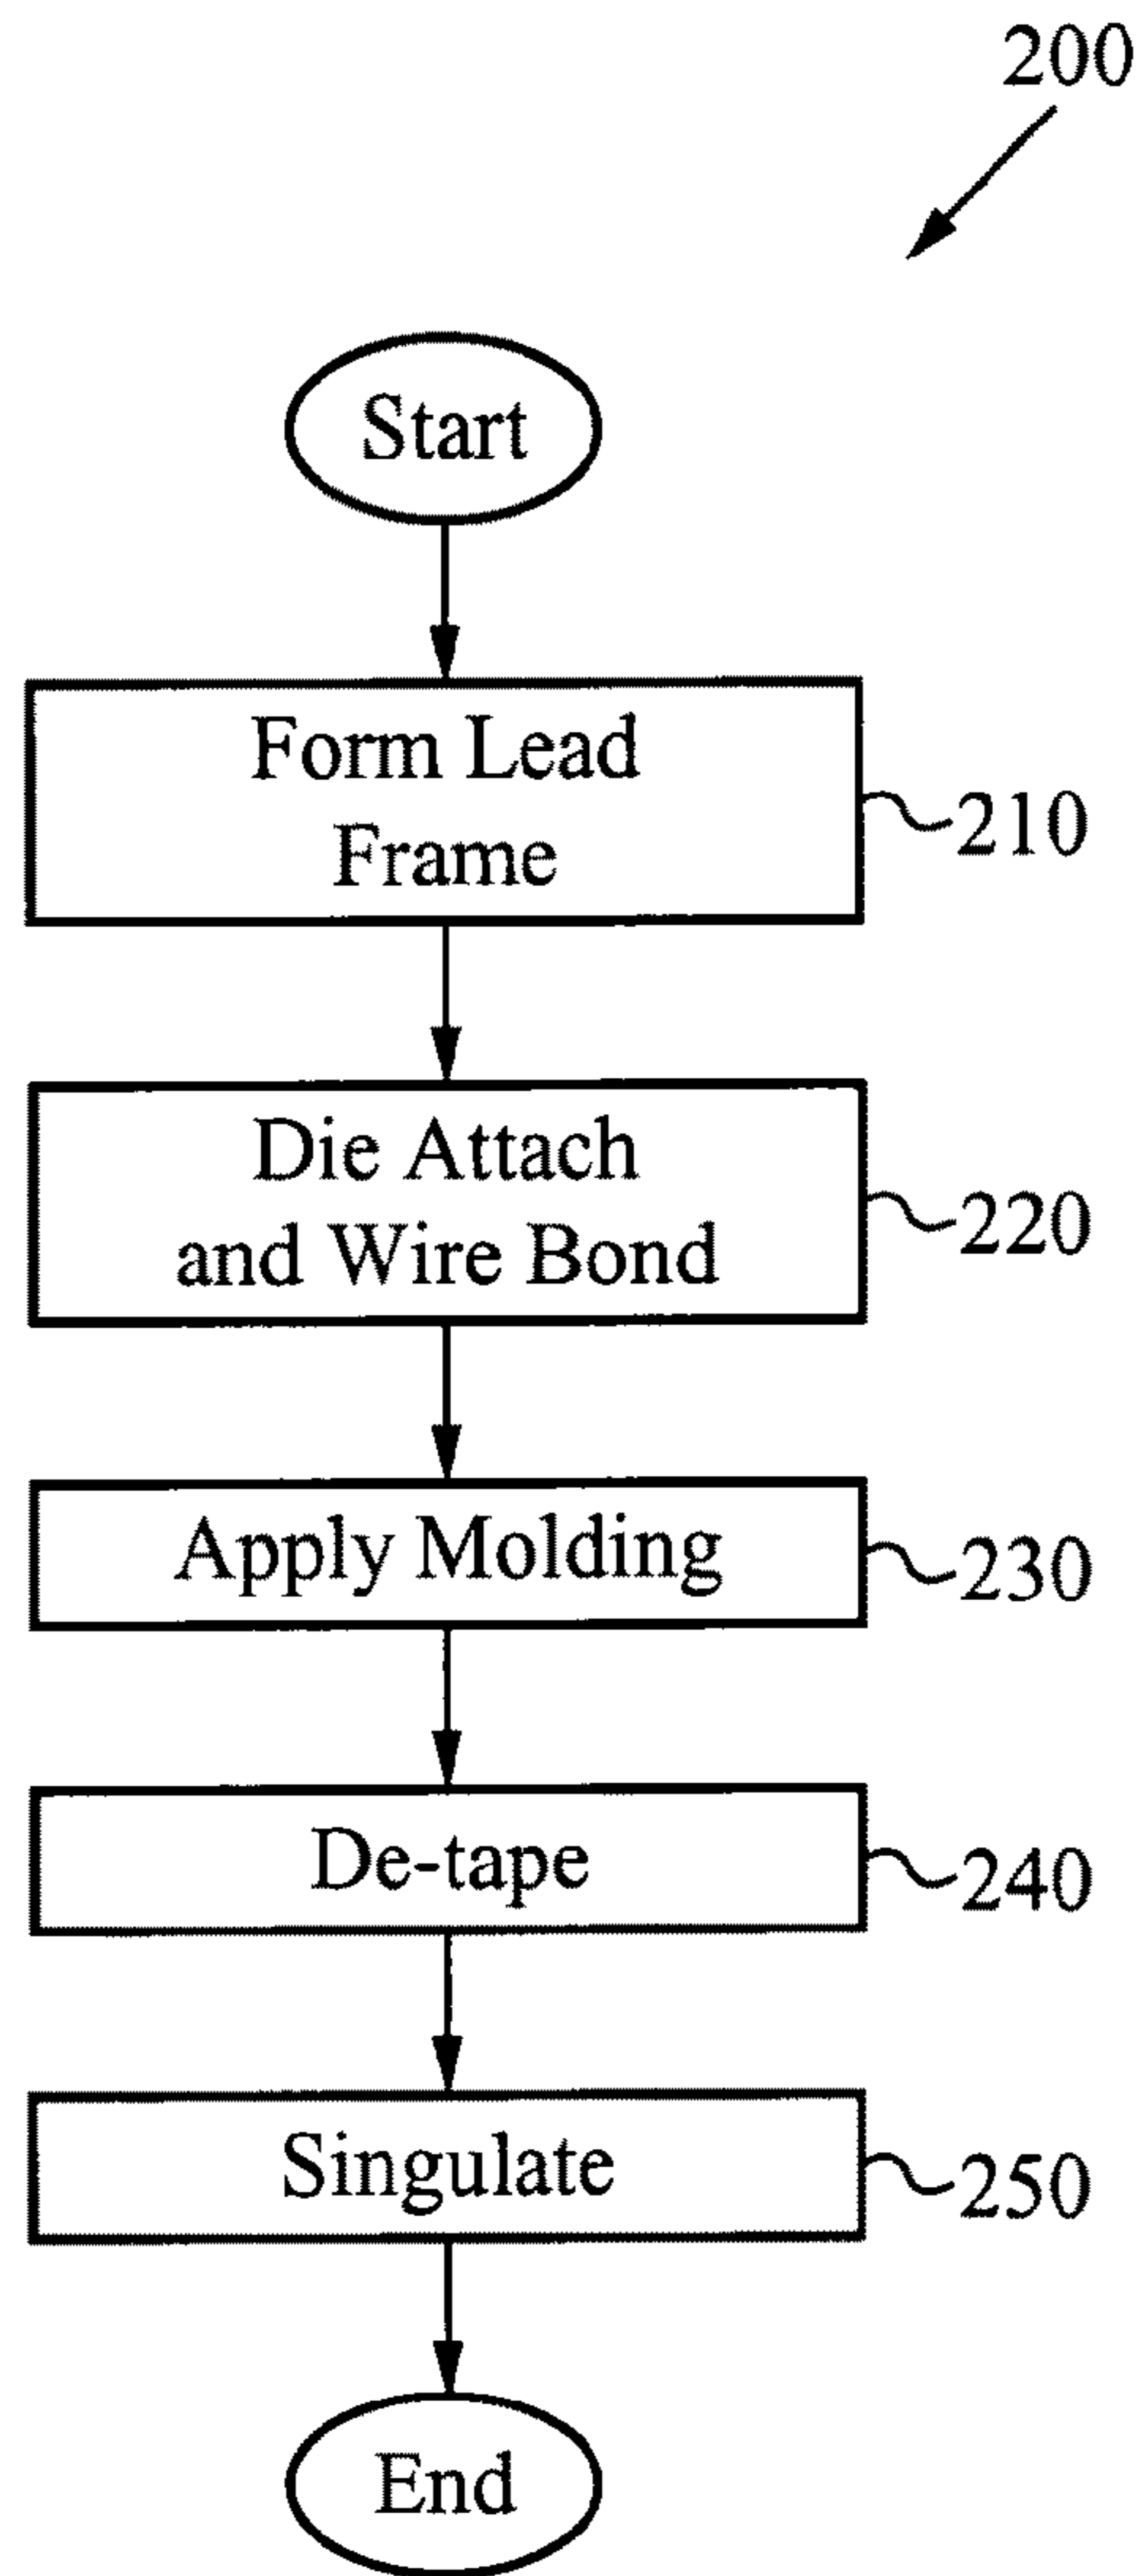 200
Start
Form Lead
Frame
210
Die Attach
and Wire Bond
220
Apply Molding
230
De-tape
240
Singulate
250
End